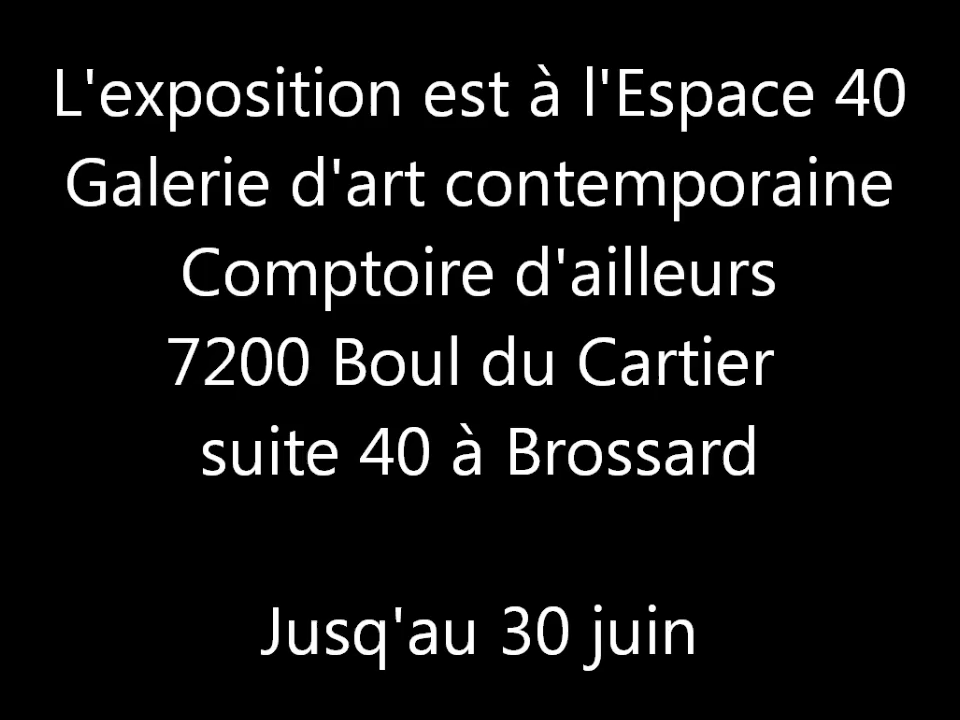 L'exposition est à l'Espace 40
Galerie d'art contemporaine
Comptoire d'ailleurs
7200 Boul du Cartier
suite 40 à Brossard
Jusq'au 30 juin